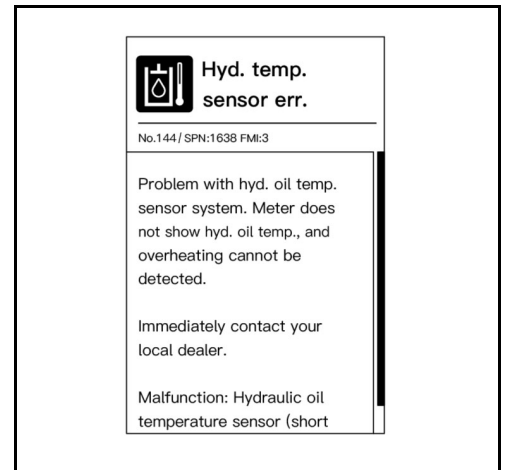 Hyd. temp.
sensor err.
No.144/ SPN:1638 FMI:3
Problem with hyd. oil temp.
sensor system. Meter does
not show hyd. oil temp., and
overheating cannot be
detected.
Immediately contact your
local dealer.
Malfunction: Hydraulic oil
temperature sensor (short